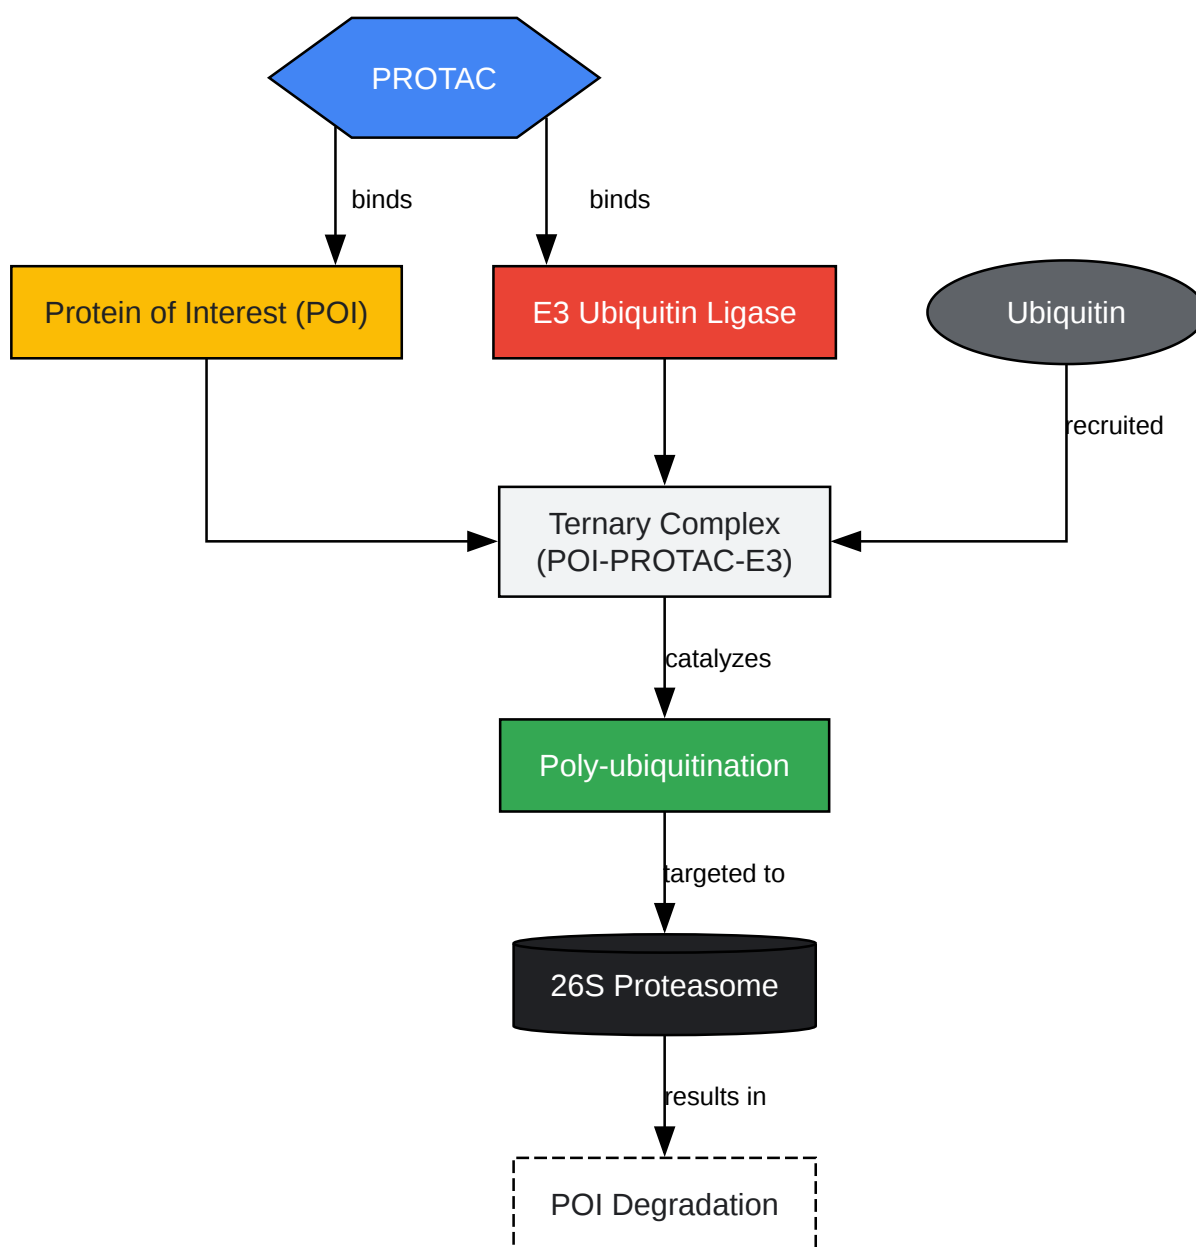 PROTAC
binds
binds
Protein of Interest (POI)
E3 Ubiquitin Ligase
Ubiquitin
recruited
Ternary Complex
(POI-PROTAC-E3)
catalyzes
Poly-ubiquitination
targeted to
26S Proteasome
results in
POI Degradation